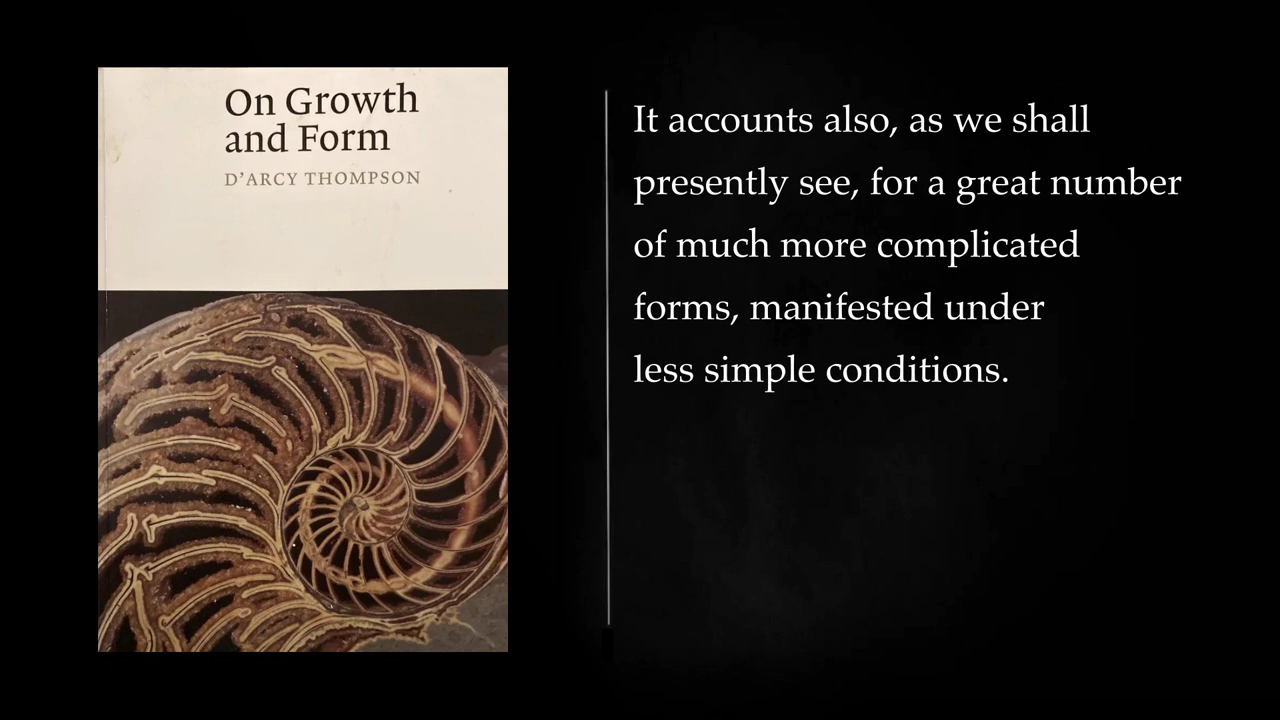 On Growth
and Form
D'ARCY THOMPSON
It accounts also, as we shall
presently see, for a great number
of much more complicated
forms, manifested under
less simple conditions.